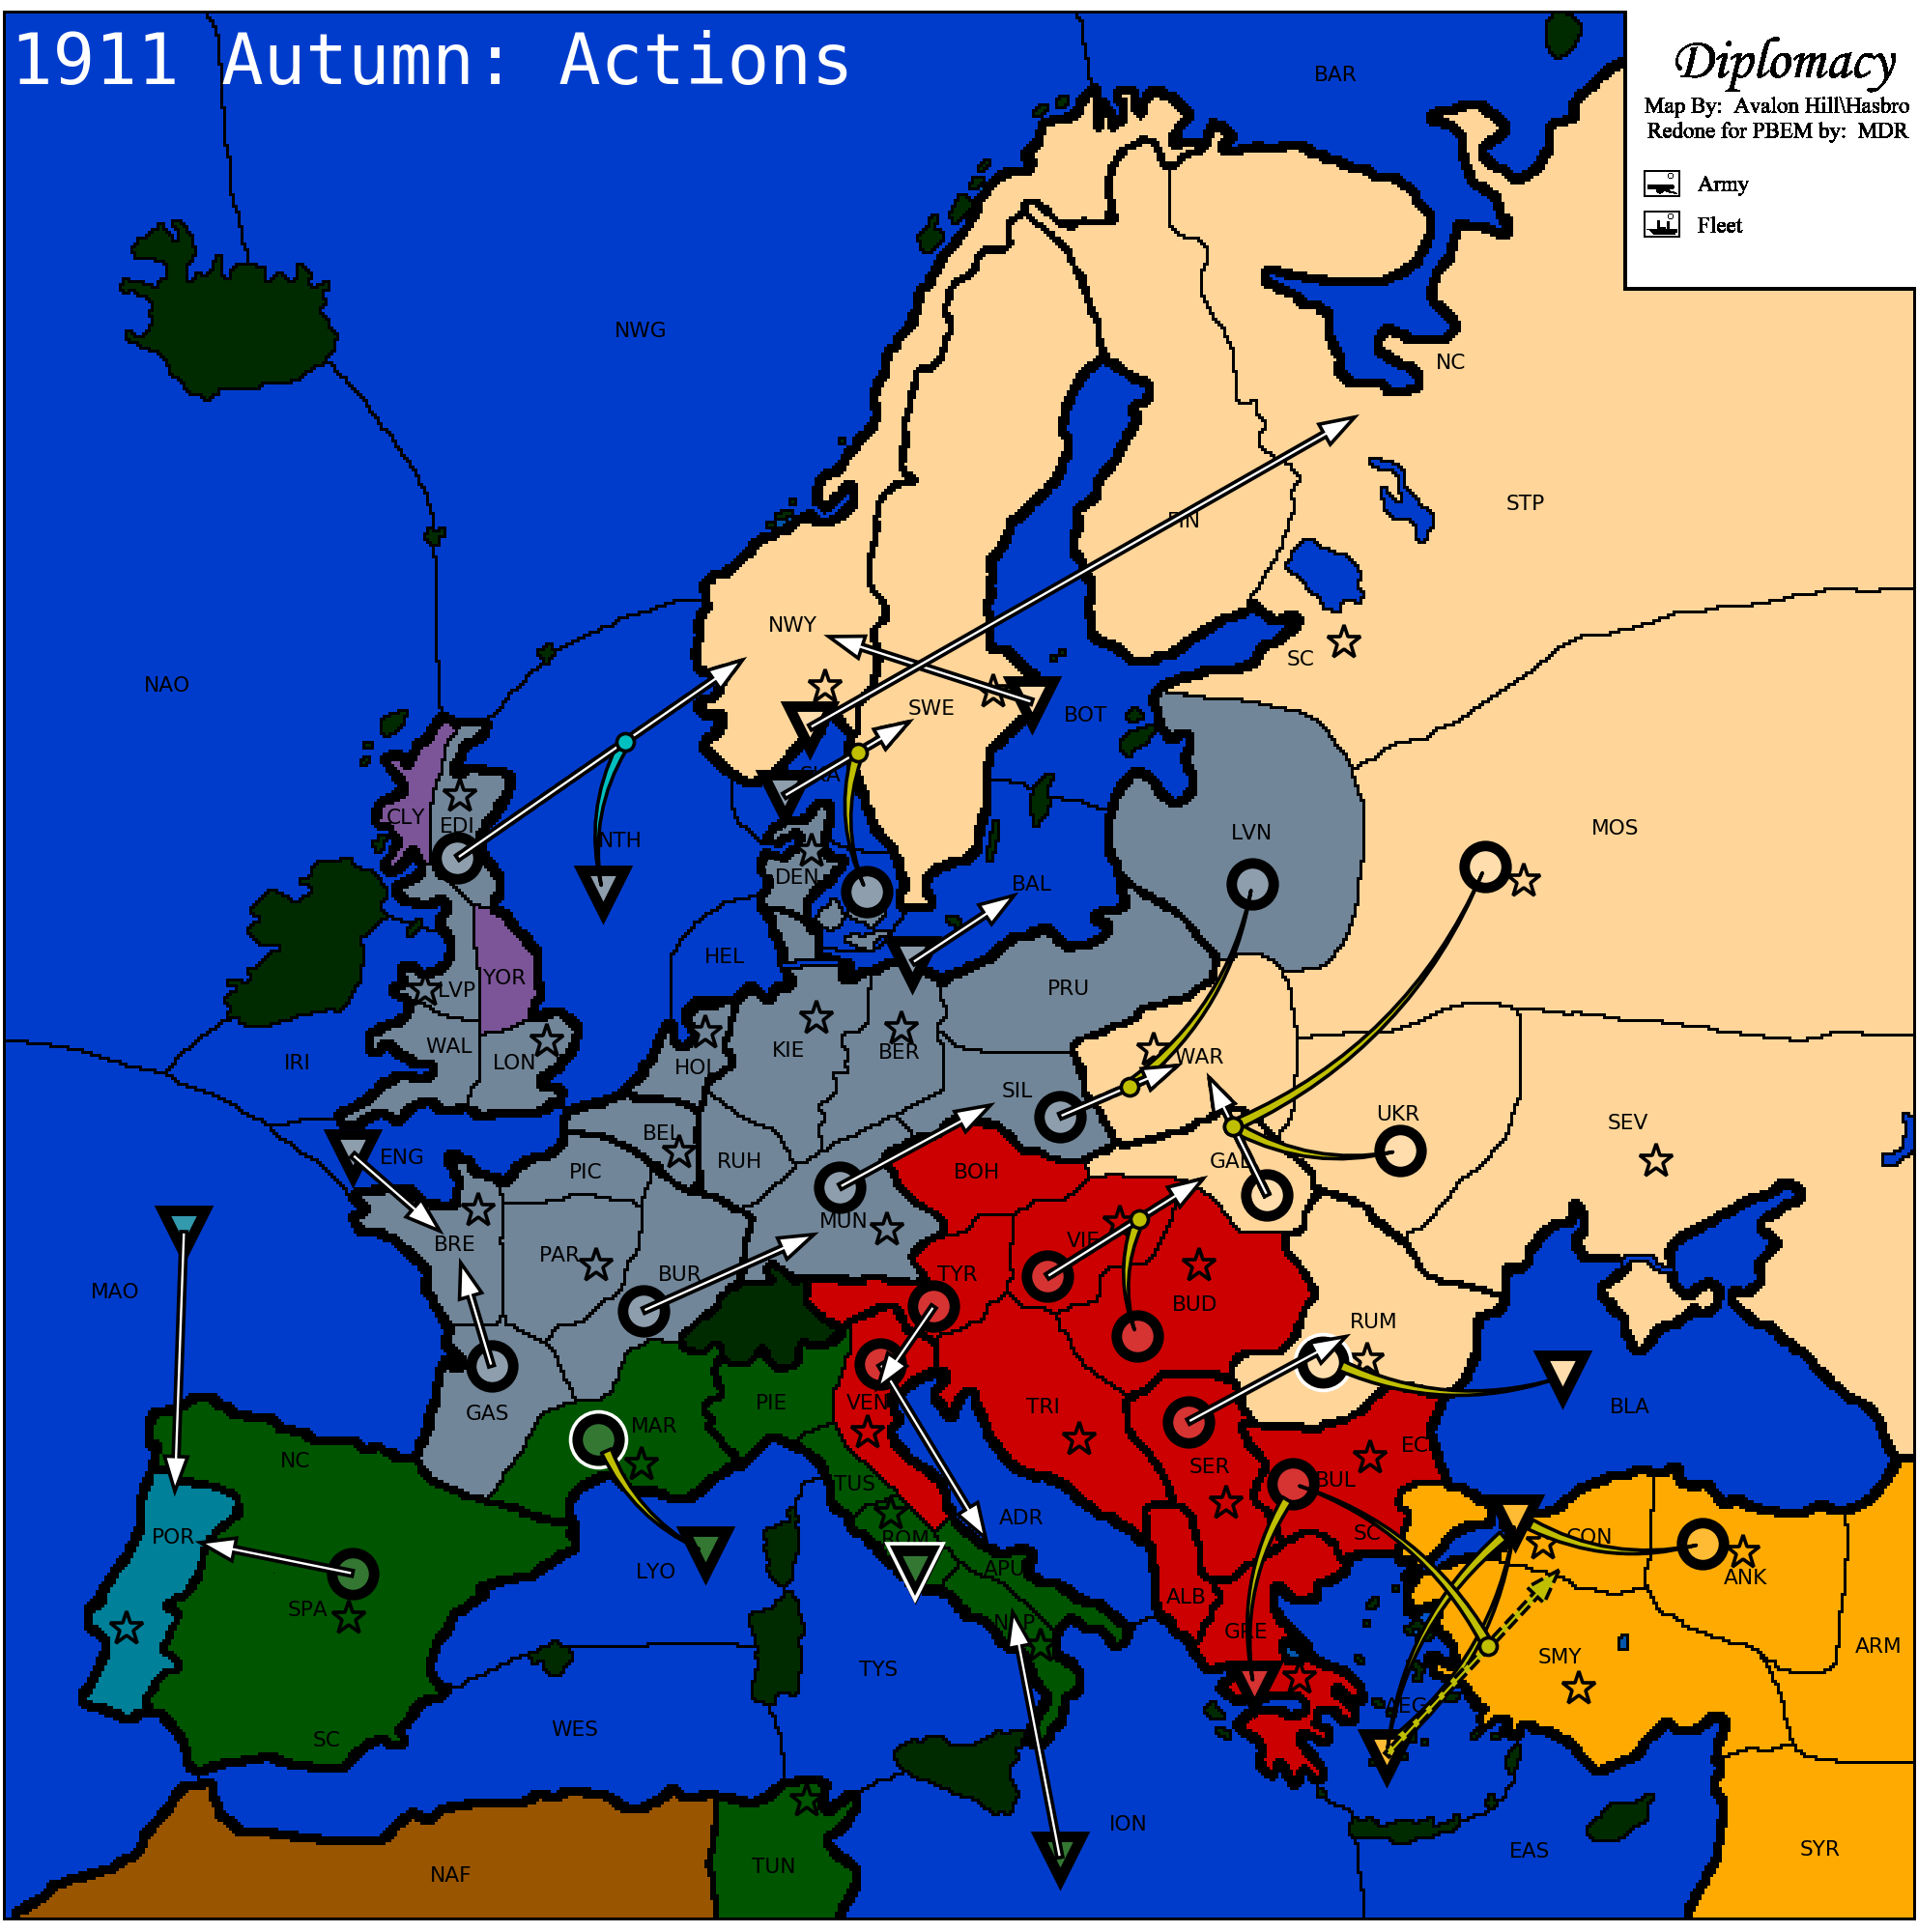 1911 Autumn: Actions
Diplomacy
Map By: Avalon Hill\Hasbro
Redone for PBEM by: MDR
Army
Fleet
BAR
NWG
NC
STP
FIN
NWY
SC
NAO
SWE
BOT
SKA
CLY
EDI
NTH
LVN
MOS
DEN
BAL
HEL
YOR
LVP
PRU
WAL
LON
IRI
HOL
KIE
BER
WAR
SIL
UKR
SEV
BEL
ENG
PIC
RUH
BOH
GAL
MUN
BRE
PAR
VIE
MAO
BUR
TYR
BUD
RUM
GAS
MAR
PIE
VEN
TRI
BLA
NC
TUS
SER
BUL
EC
POR
ROM
ADR
SC
CON
LYO
APU
ANK
SPA
NAP
ALB
GRE
ARM
TYS
SMY
AEG
SC
WES
ION
EAS
SYR
NAF
TUN